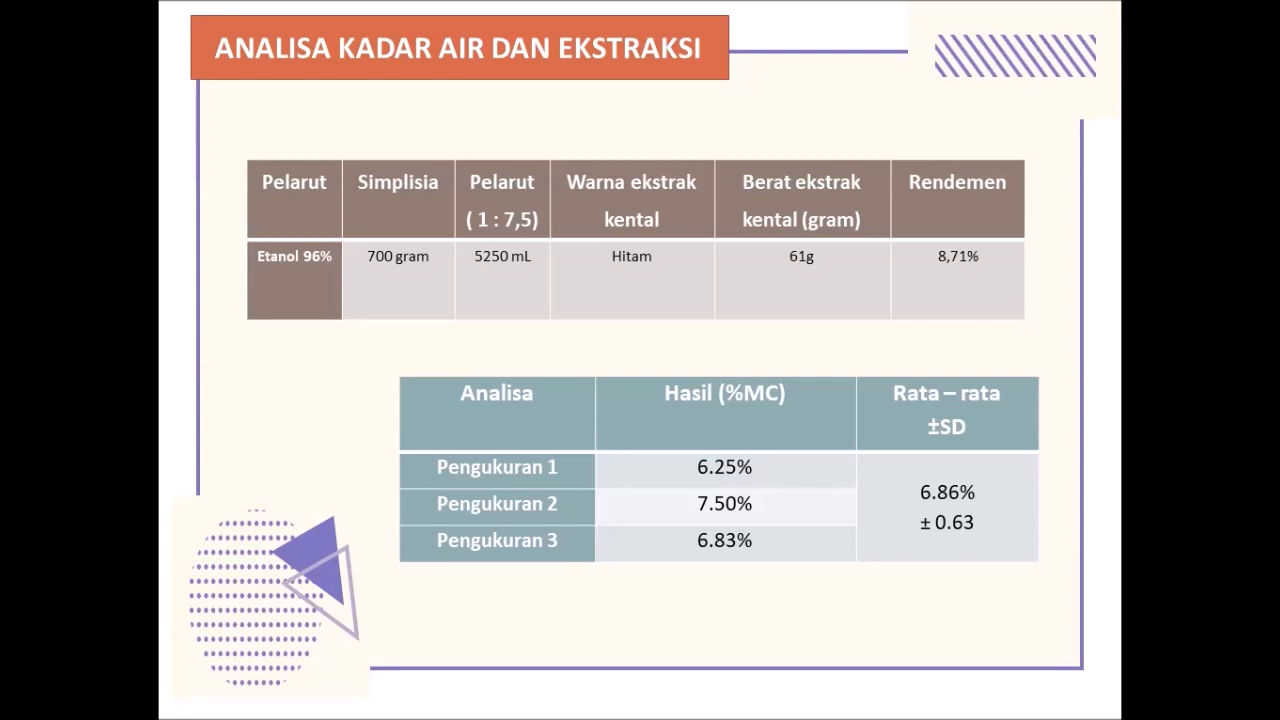 ANALISA KADAR AIR DAN EKSTRAKSI
Pelarut Simplisia Pelarut Warna ekstrak Berat ekstrak Rendemen
( 1 : 7,5) kental kental (gram)
Etanol 96% 700 gram 5250 mL Hitam 61g 8,71%
Analisa Hasil (%MC) Rata – rata
±SD
Pengukuran 1 6.25%
Pengukuran 2 7.50%
Pengukuran 3 6.83%
6.86%
± 0.63